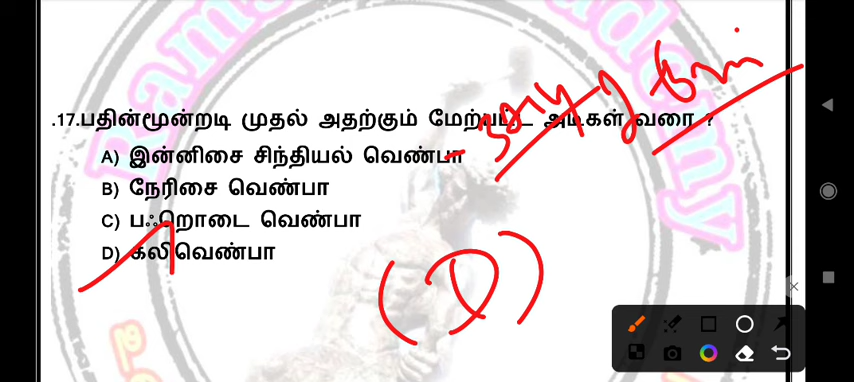 .17.பதின்மூன்றடி முதல் அதற்கும் மேற்பட்ட அடிகள் வரை ?
A) இன்னிசை சிந்தியல் வெண்பா
B) நேரிசை வெண்பா
C) பஃறொடை வெண்பா
D) கலிவெண்பா
(D)